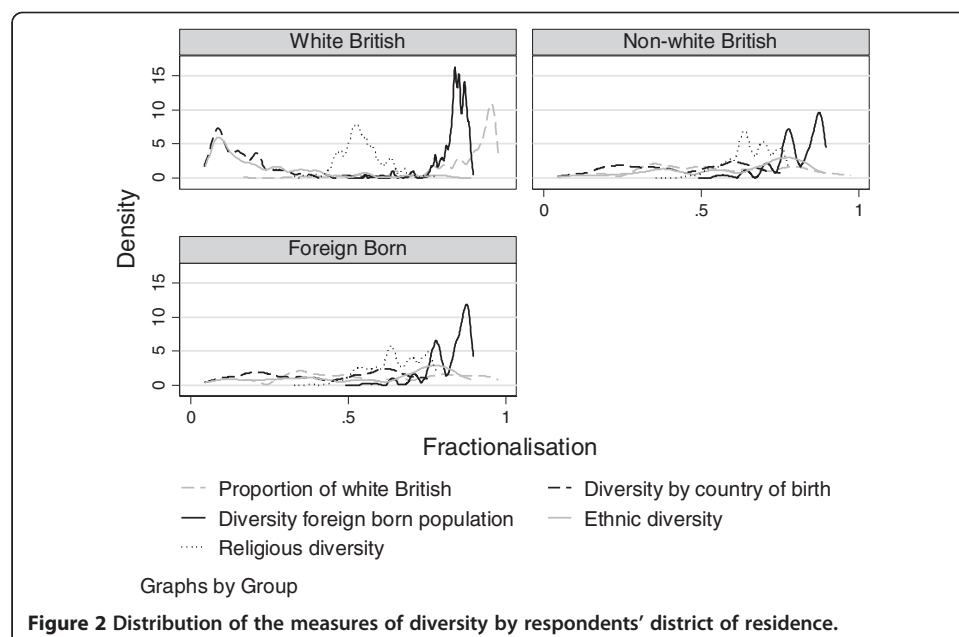 White British
Non-white British
15
10
5
0
0
.5
1
Foreign Born
15
10
5
0
0
.5
1
Density
Fractionalisation
Proportion of white British
Diversity by country of birth
Diversity foreign born population
Ethnic diversity
Religious diversity
Graphs by Group
Figure 2 Distribution of the measures of diversity by respondents' district of residence.